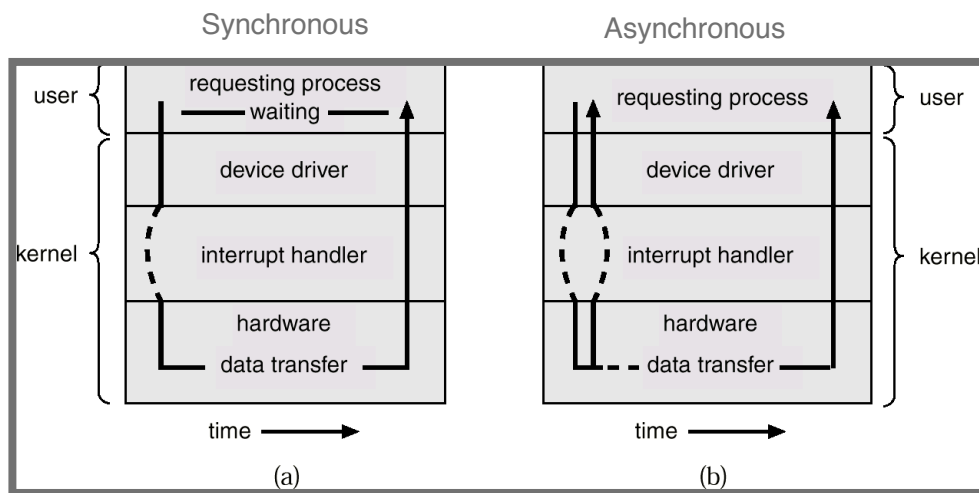 Synchronous
Asynchronous
user
requesting process
waiting
device driver
kernel
interrupt handler
hardware
data transfer
time
(a)
requesting process
user
device driver
interrupt handler
kernel
hardware
data transfer
time
(b)